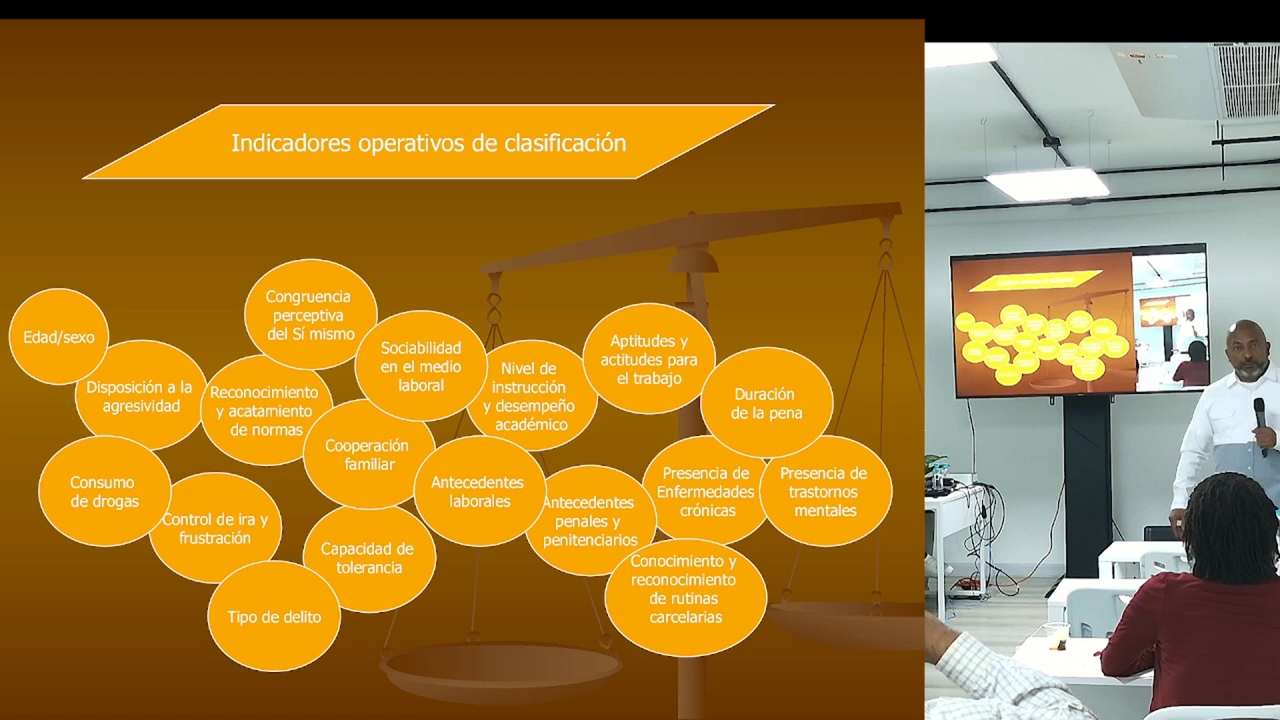 Indicadores operativos de clasificación
Edad/sexo
Disposición a la
agresividad
Congruencia
perceptiva
del Sí mismo
Reconocimiento
y acatamiento
de normas
Sociabilidad
en el medio
laboral
Cooperación
familiar
Nivel de
instrucción
y desempeño
académico
Aptitudes y
actitudes para
el trabajo
Duración
de la pena
Consumo
de drogas
Control de ira y
frustración
Tipo de delito
Capacidad de
tolerancia
Antecedentes
laborales
Antecedentes
penales y
penitenciarios
Presencia de
Enfermedades
crónicas
Presencia de
trastornos
mentales
Conocimiento y
reconocimiento
de rutinas
carcelarias